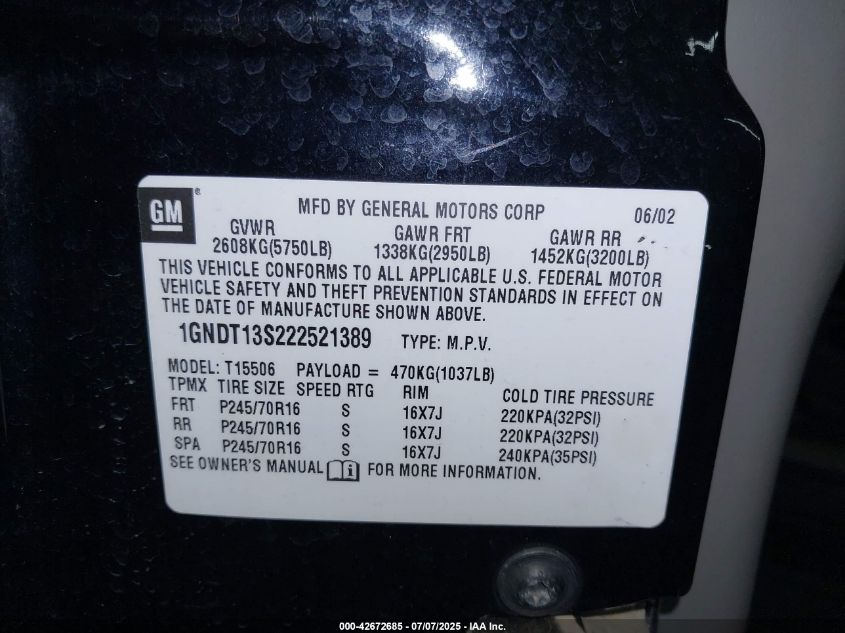 GM ® MFD BY GENERAL MOTORS CORP 06/02
GVWR GAWR FRT GAWR RR
2608KG(5750LB) 1338KG(2950LB) 1452KG(3200LB)
THIS VEHICLE CONFORMS TO ALL APPLICABLE U.S. FEDERAL MOTOR
VEHICLE SAFETY AND THEFT PREVENTION STANDARDS IN EFFECT ON
THE DATE OF MANUFACTURE SHOWN ABOVE.
1GNDT13S222521389 TYPE: M.P.V.
MODEL: T15506 PAYLOAD = 470KG(1037LB)
TPMX TIRE SIZE SPEED RTG RIM COLD TIRE PRESSURE
FRT P245/70R16 S 16X7J 220KPA(32PSI)
RR P245/70R16 S 16X7J 220KPA(32PSI)
SPA P245/70R16 S 16X7J 240KPA(35PSI)
SEE OWNER'S MANUAL i FOR MORE INFORMATION.
000-42672685 / 07/07/2025 - IAA Inc.